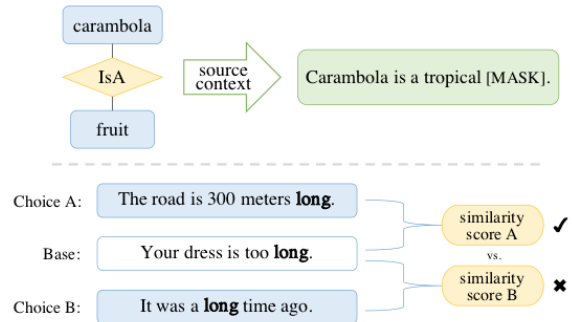 carambola
IsA
fruit
source
context
Carambola is a tropical [MASK].
Choice A:
The road is 300 meters long.
Base:
Your dress is too long.
Choice B:
It was a long time ago.
similarity
score A
vs.
similarity
score B